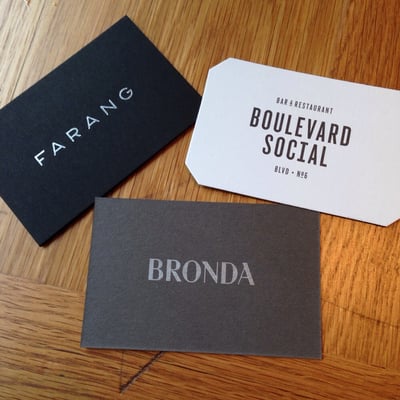 FARANG
BAR & RESTAURANT
BOULEVARD
SOCIAL
BLVD • Nº6
BRONDA